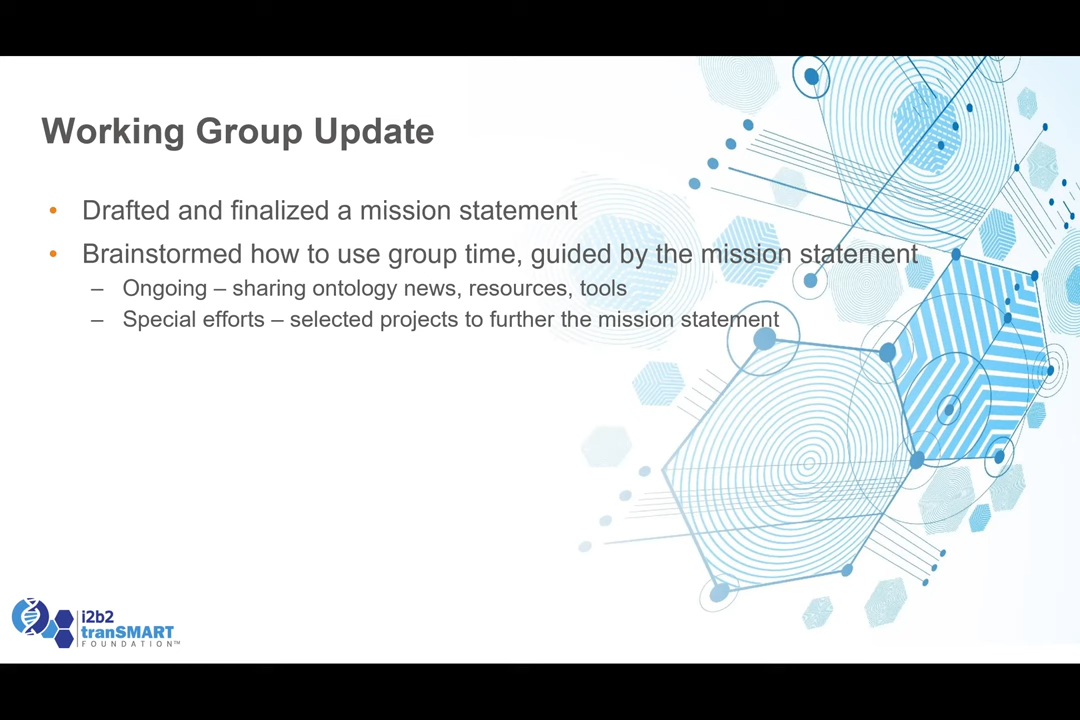 Working Group Update
• Drafted and finalized a mission statement
• Brainstormed how to use group time, guided by the mission statement
– Ongoing – sharing ontology news, resources, tools
– Special efforts – selected projects to further the mission statement
i2b2
tranSMART
FOUNDATION™